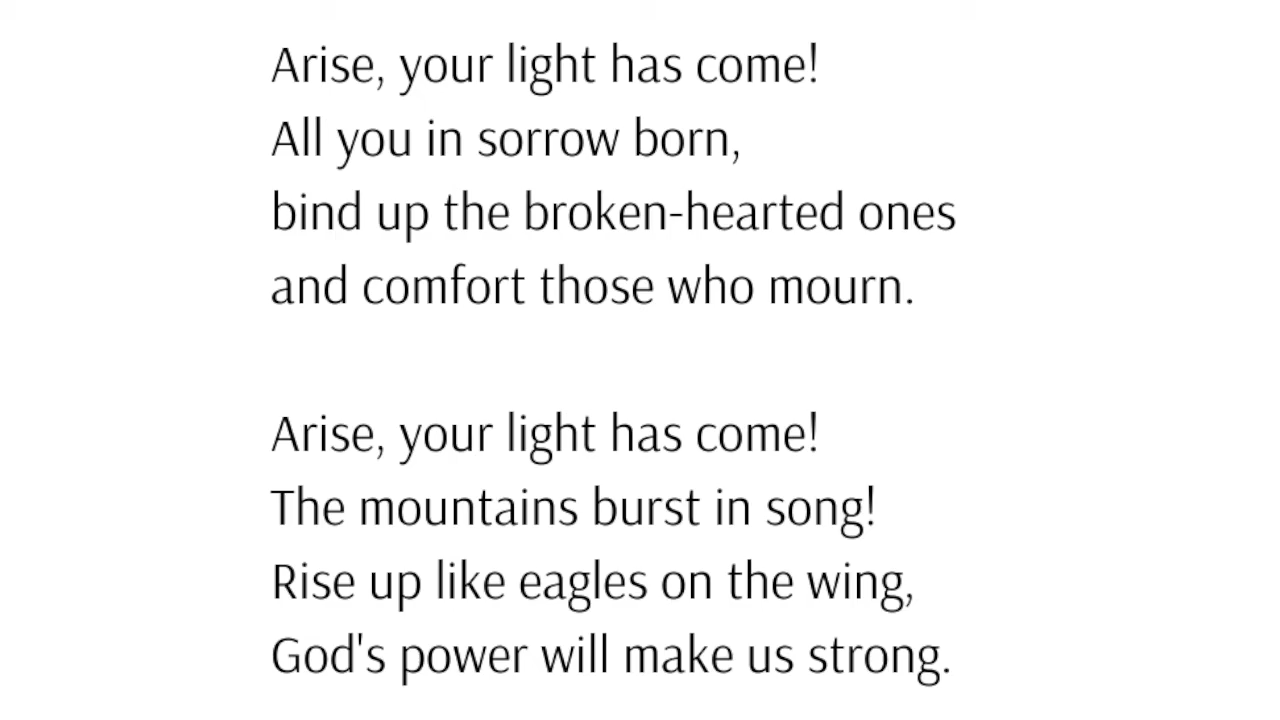 Arise, your light has come!
All you in sorrow born,
bind up the broken-hearted ones
and comfort those who mourn.
Arise, your light has come!
The mountains burst in song!
Rise up like eagles on the wing,
God's power will make us strong.